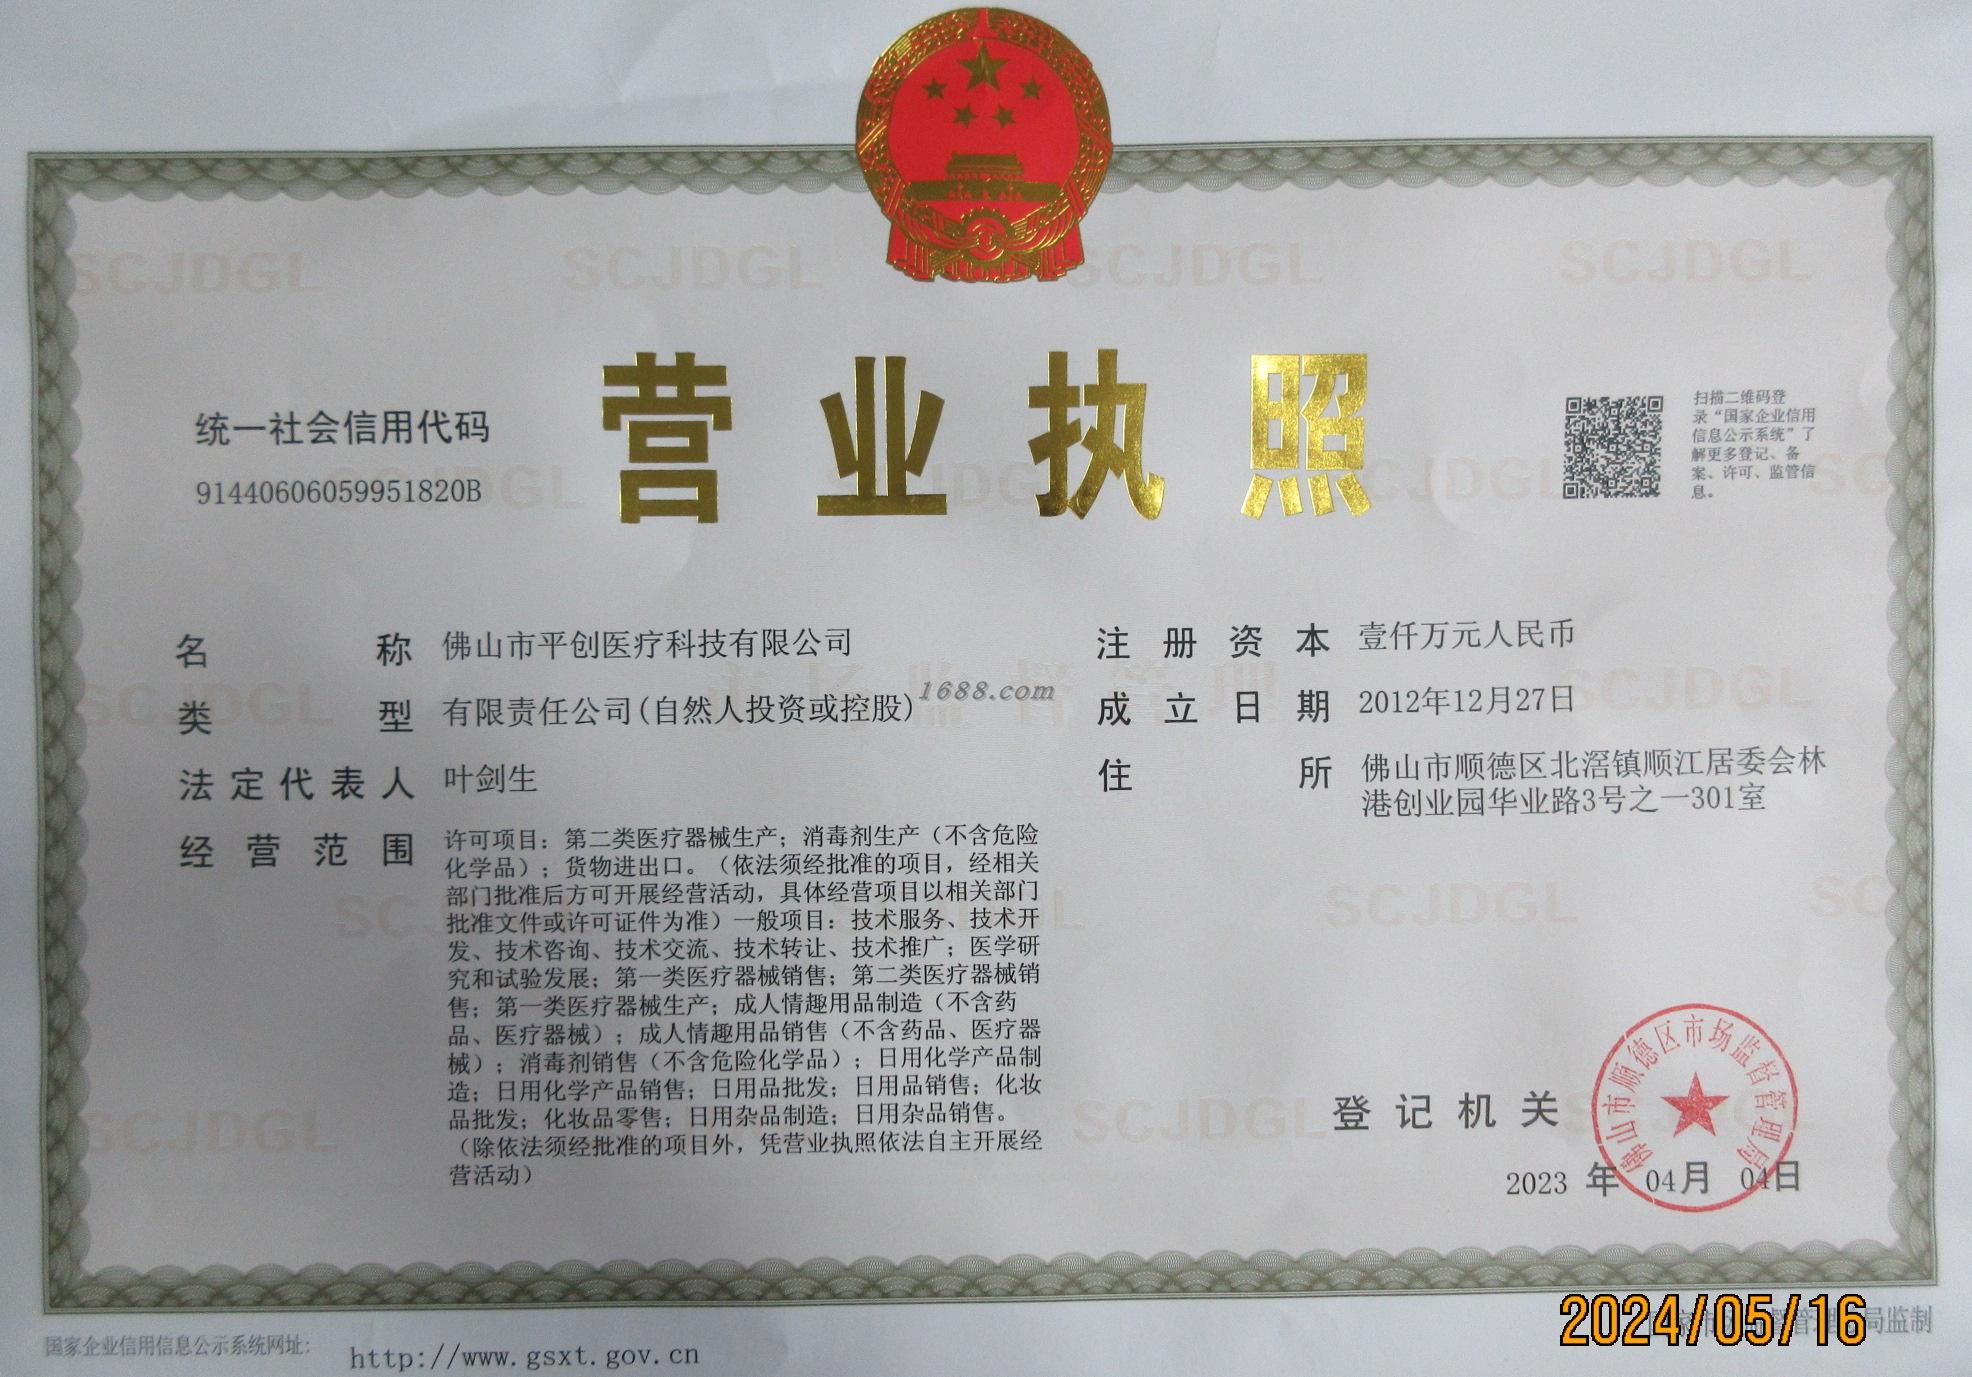 营业执照
统一社会信用代码
91440606059951820B
扫描二维码登
录“国家企业信用
信息公示系统”了
解更多登记、备
案、许可、监管信
息。
名称 佛山市平创医疗科技有限公司
类型 有限责任公司(自然人投资或控股)
1688.com
法定代表人 叶剑生
经营范围 许可项目：第二类医疗器械生产；消毒剂生产（不含危险
化学品）；货物进出口。（依法须经批准的项目，经相关
部门批准后方可开展经营活动，具体经营项目以相关部门
批准文件或许可证件为准）一般项目：技术服务、技术开
发、技术咨询、技术交流、技术转让、技术推广；医学研
究和试验发展；第一类医疗器械销售；第二类医疗器械销
售；第一类医疗器械生产；成人情趣用品制造（不含药
品、医疗器械）；成人情趣用品销售（不含药品、医疗器
械）；消毒剂销售（不含危险化学品）；日用化学产品制
造；日用化学产品销售；日用品批发；日用品销售；化妆
品批发；化妆品零售；日用杂品制造；日用杂品销售。
（除依法须经批准的项目外，凭营业执照依法自主开展经
营活动）
注册资本 壹仟万元人民币
成立日期 2012年12月27日
住所 佛山市顺德区北滘镇顺江居委会林
港创业园华业路3号之一301室
登记机关
佛山市顺德区市场监督管理局
2023 年 04月 04日
国家企业信用信息公示系统网址：
http://www.gsxt.gov.cn
局监制
2024/05/16
SCJDGL
SCJDGL
SCJDGL
SCJDGL